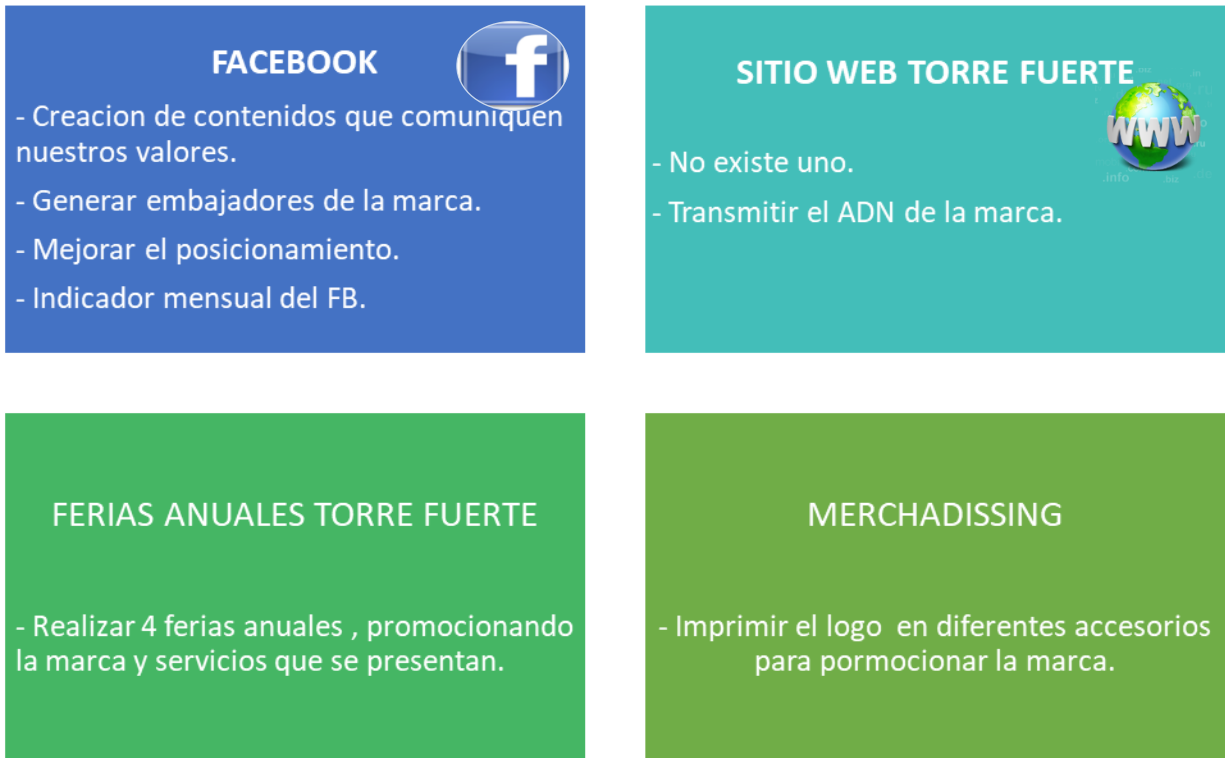 FACEBOOK
f
- Creacion de contenidos que comuniquen
nuestros valores.
- Generar embajadores de la marca.
- Mejorar el posicionamiento.
- Indicador mensual del FB.
SITIO WEB TORRE FUERTE
WWW
.info
.biz
- No existe uno.
- Transmitir el ADN de la marca.
FERIAS ANUALES TORRE FUERTE
- Realizar 4 ferias anuales , promocionando
la marca y servicios que se presentan.
MERCHADISSING
- Imprimir el logo en diferentes accesorios
para pormocionar la marca.